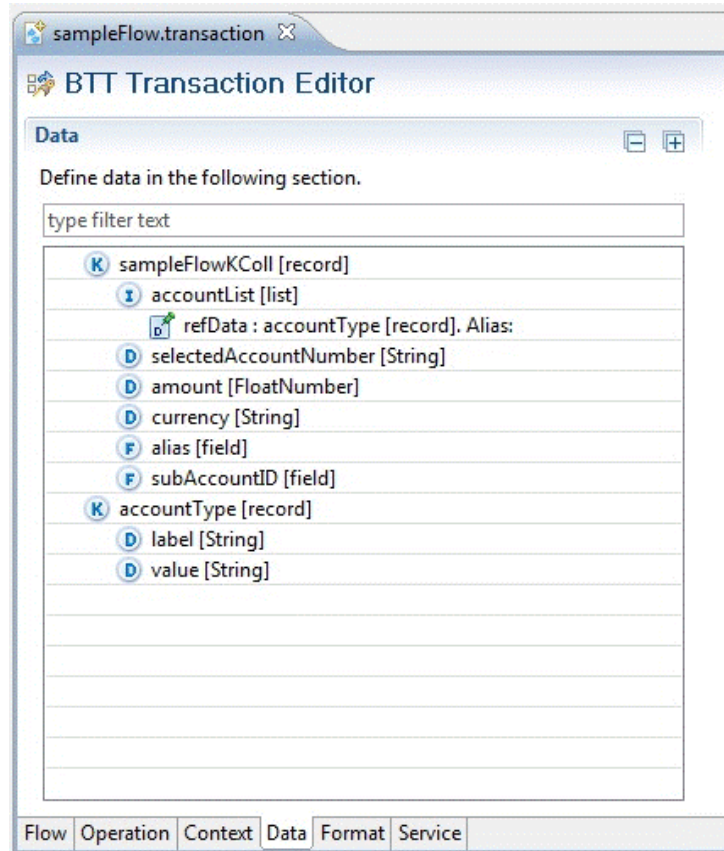 sampleFlow.transaction
BTT Transaction Editor
Data
Define data in the following section.
type filter text
K sampleFlowKColl [record]
I accountList [list]
D refData : accountType [record]. Alias:
D selectedAccountNumber [String]
D amount [FloatNumber]
D currency [String]
F alias [field]
F subAccountID [field]
K accountType [record]
D label [String]
D value [String]
Flow Operation Context Data Format Service